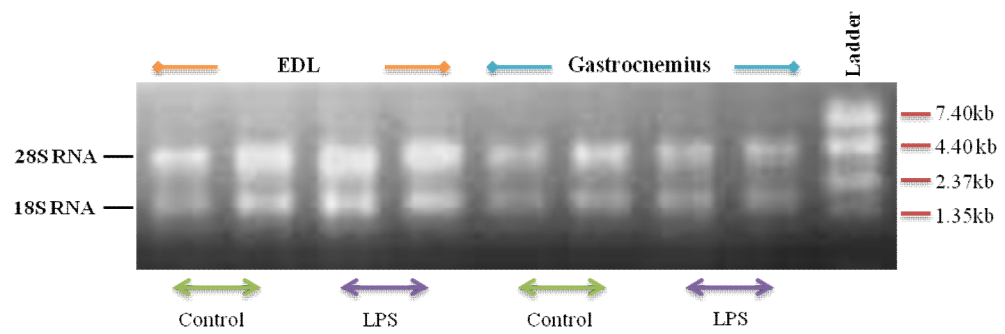 EDL
Gastrocnemius
Ladder
7.40kb
28S RNA
4.40kb
2.37kb
18S RNA
1.35kb
Control
LPS
Control
LPS